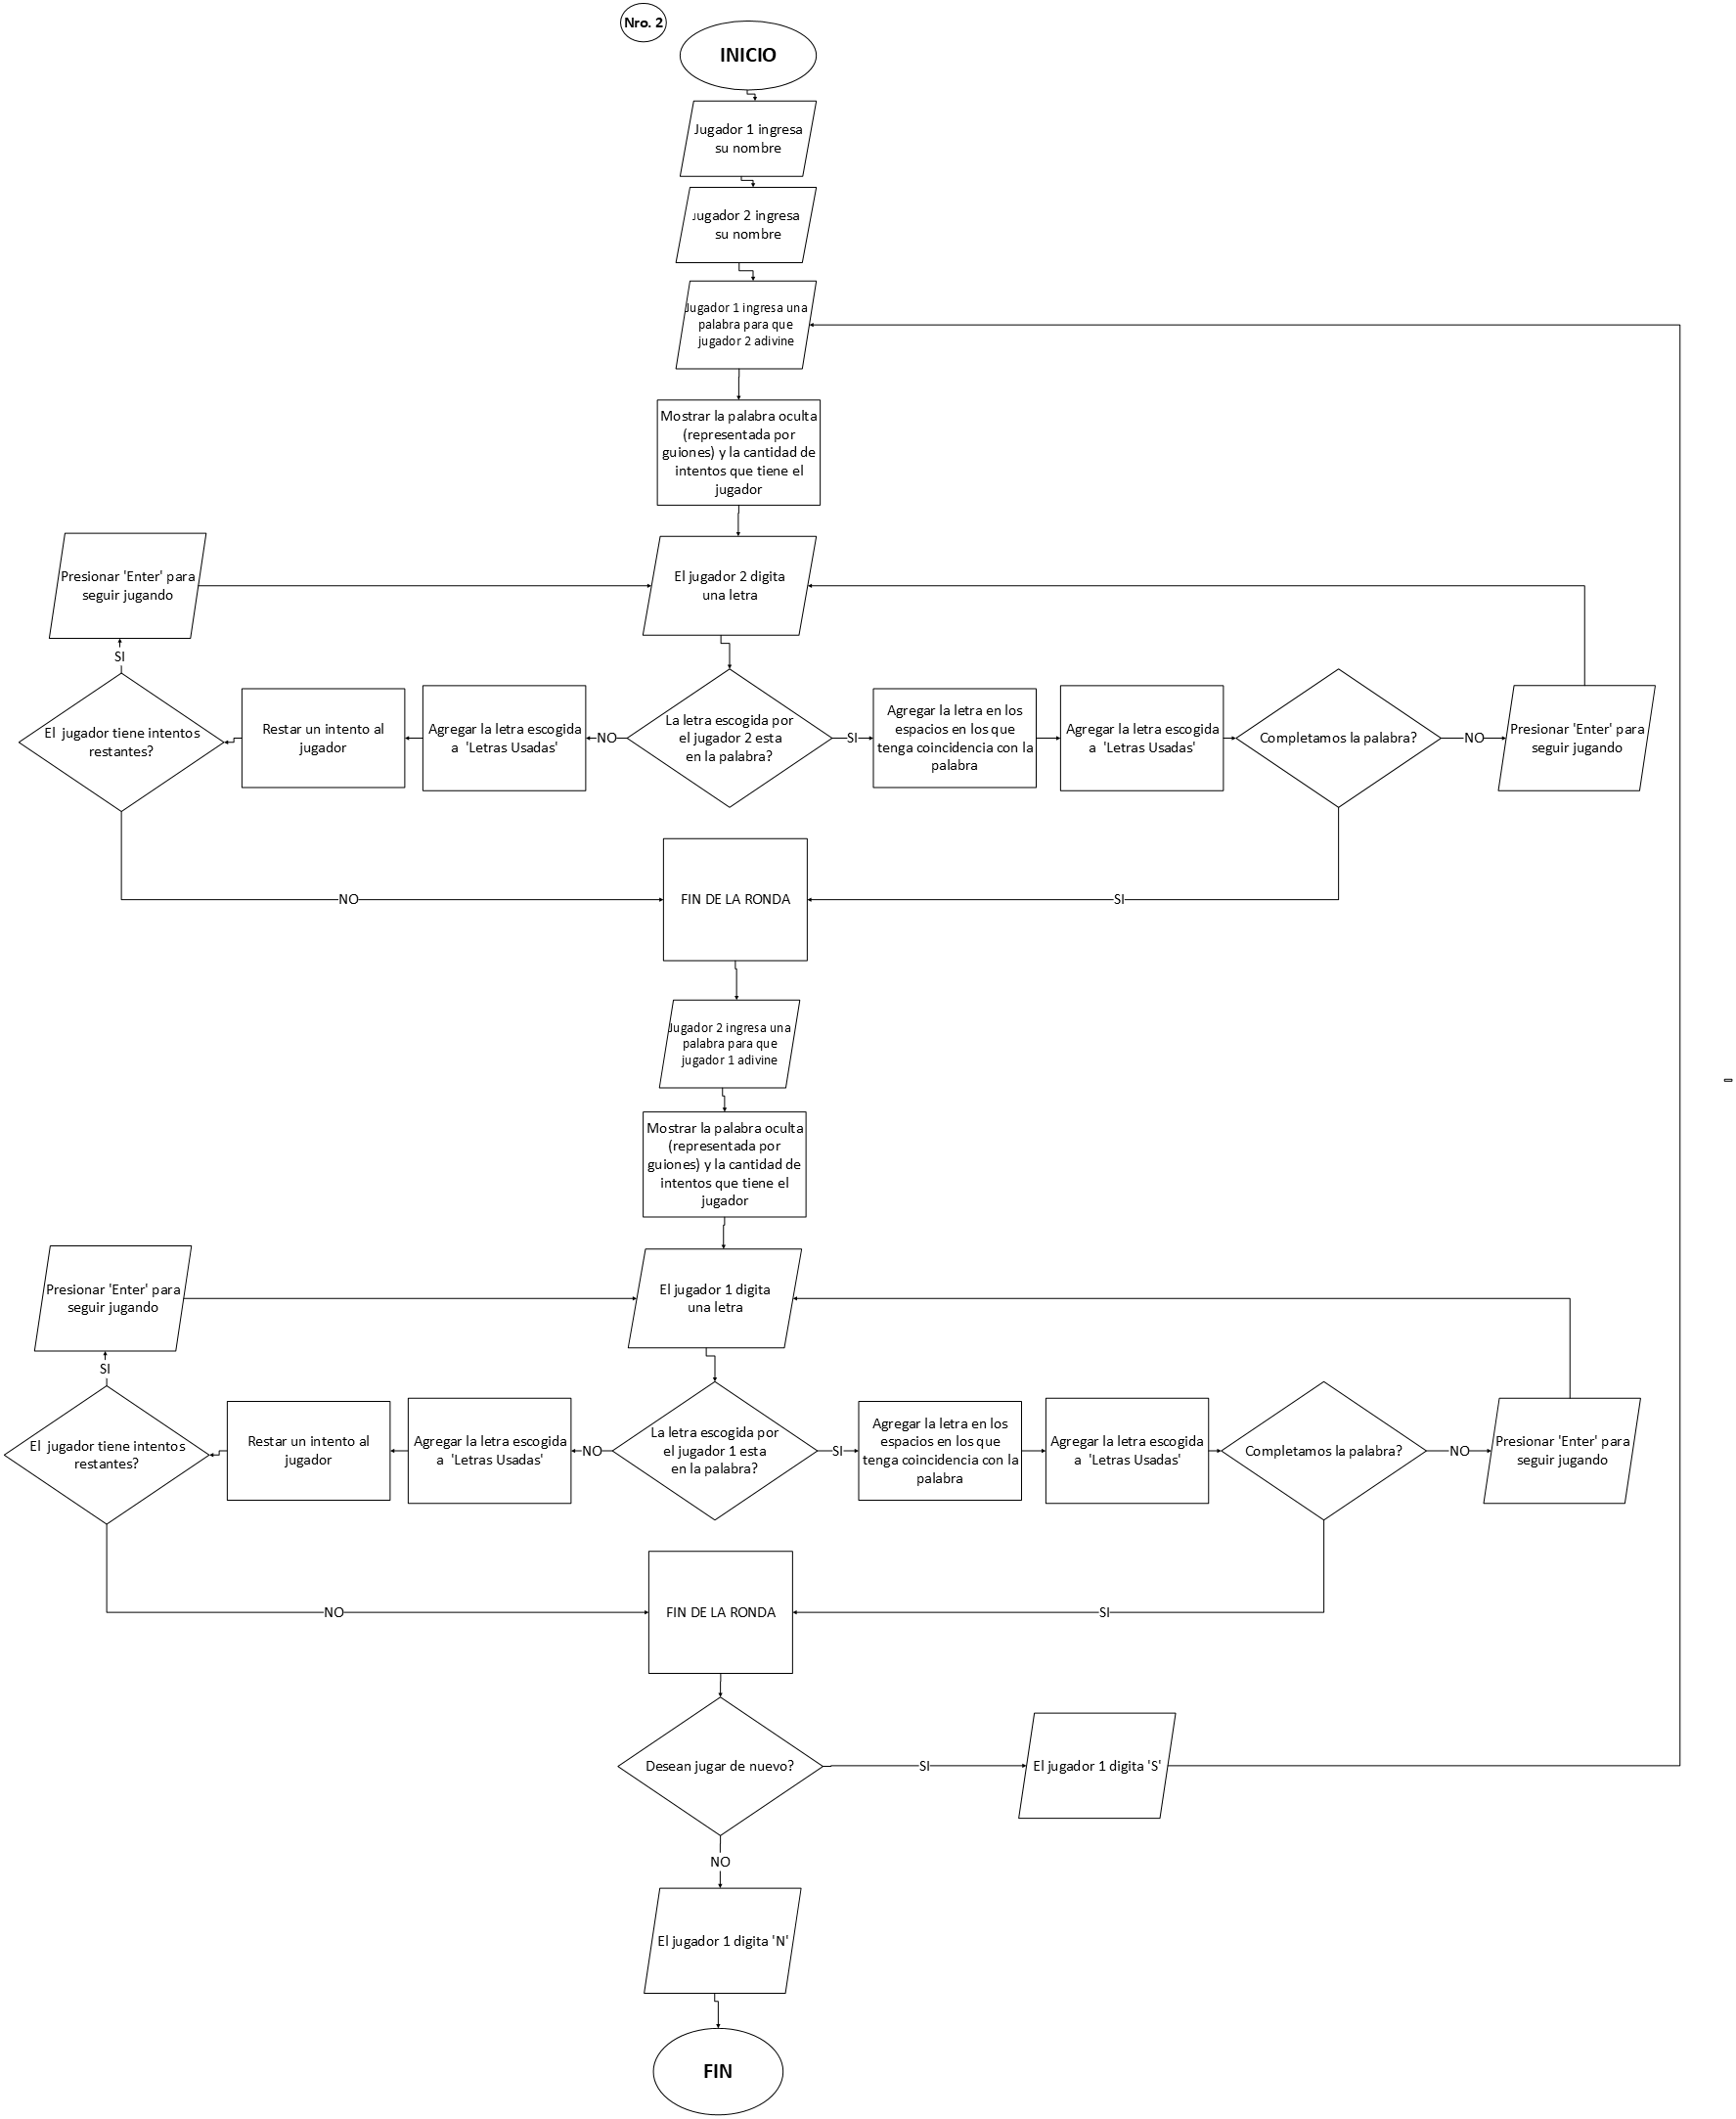 Nro. 2
INICIO
Jugador 1 ingresa
su nombre
Jugador 2 ingresa
su nombre
Jugador 1 ingresa una
palabra para que
jugador 2 adivine
Mostrar la palabra oculta
(representada por
guiones) y la cantidad de
intentos que tiene el
jugador
Presionar 'Enter' para
seguir jugando
El jugador 2 digita
una letra
SI
El jugador tiene intentos
restantes?
Restar un intento al
jugador
Agregar la letra escogida
a 'Letras Usadas'
NO
La letra escogida por
el jugador 2 esta
en la palabra?
SI
Agregar la letra en los
espacios en los que
tenga coincidencia con la
palabra
Agregar la letra escogida
a 'Letras Usadas'
Completamos la palabra?
NO
Presionar 'Enter' para
seguir jugando
NO
FIN DE LA RONDA
SI
Jugador 2 ingresa una
palabra para que
jugador 1 adivine
Mostrar la palabra oculta
(representada por
guiones) y la cantidad de
intentos que tiene el
jugador
Presionar 'Enter' para
seguir jugando
El jugador 1 digita
una letra
SI
El jugador tiene intentos
restantes?
Restar un intento al
jugador
Agregar la letra escogida
a 'Letras Usadas'
NO
La letra escogida por
el jugador 1 esta
en la palabra?
SI
Agregar la letra en los
espacios en los que
tenga coincidencia con la
palabra
Agregar la letra escogida
a 'Letras Usadas'
Completamos la palabra?
NO
Presionar 'Enter' para
seguir jugando
NO
FIN DE LA RONDA
SI
Desean jugar de nuevo?
SI
El jugador 1 digita 'S'
NO
El jugador 1 digita 'N'
FIN